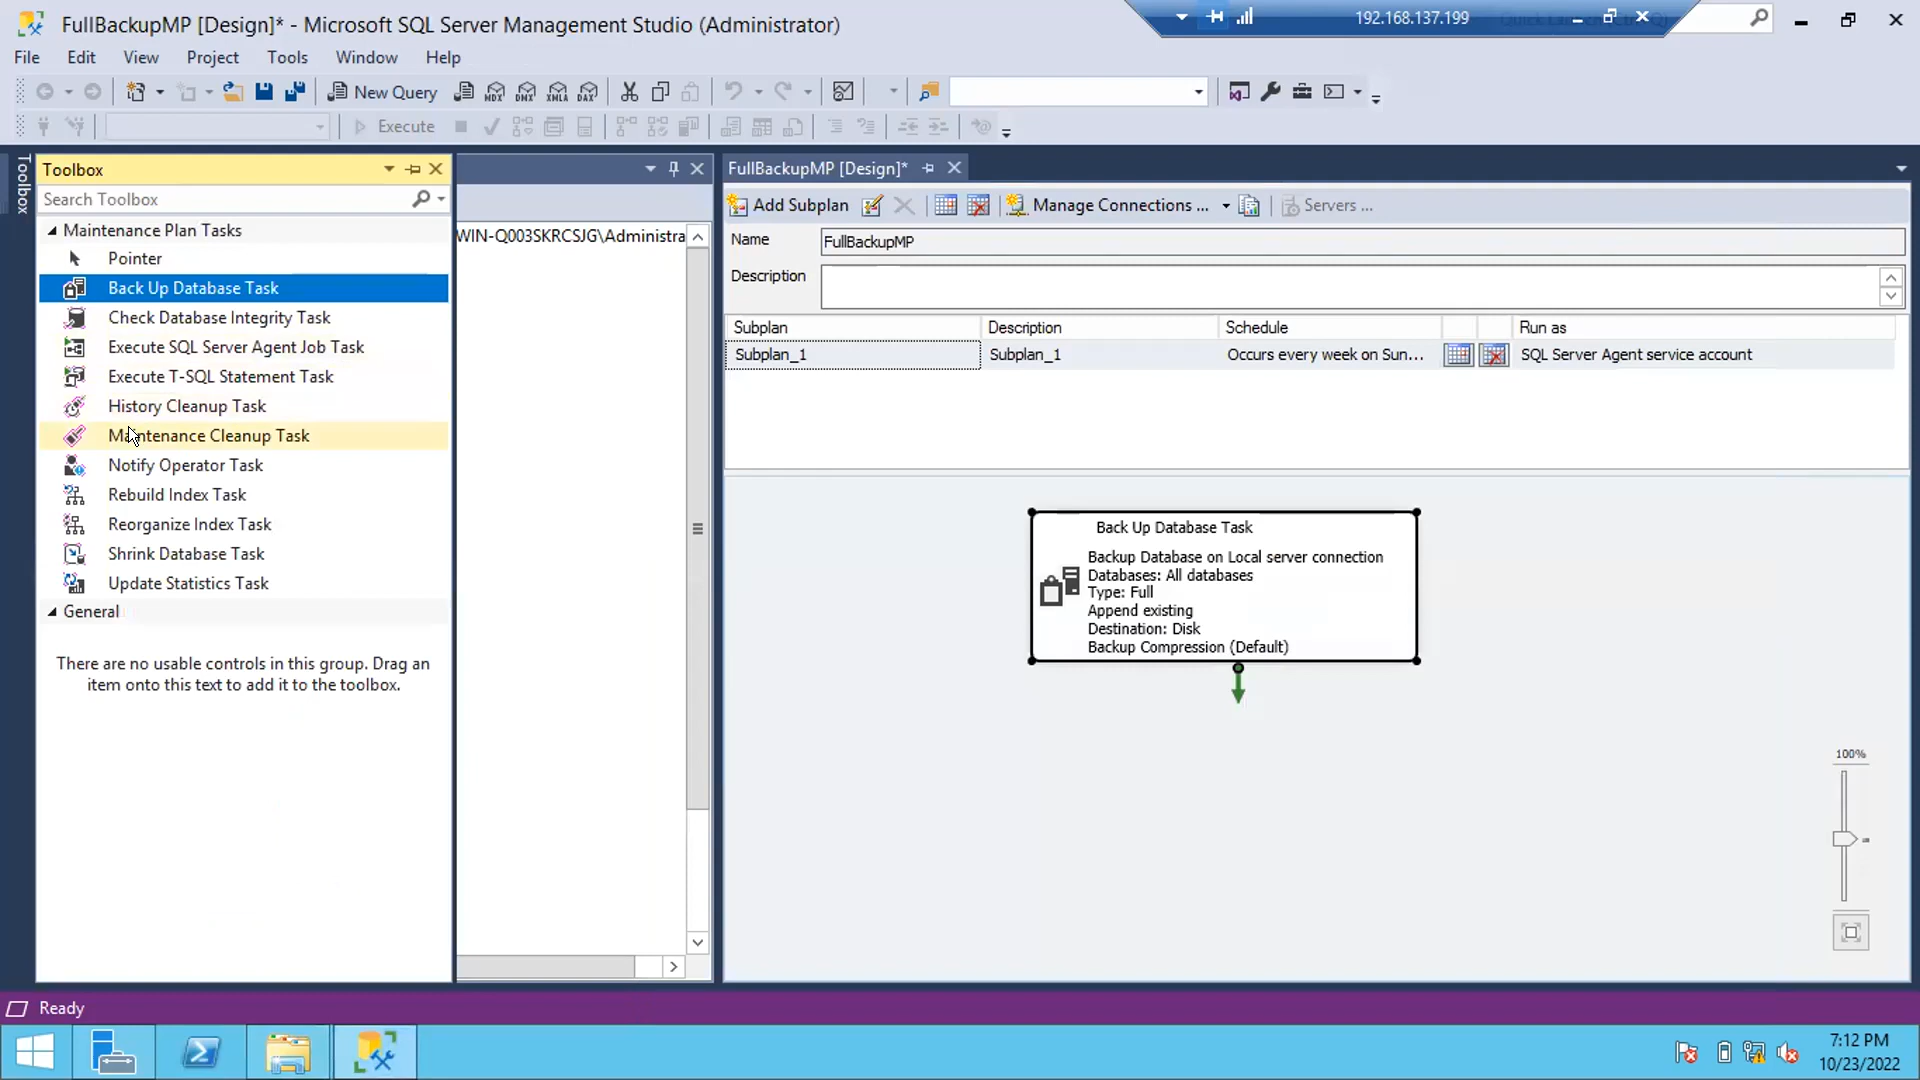 FullBackupMP [Design]* - Microsoft SQL Server Management Studio (Administrator)
192.168.137.199
File Edit View Project Tools Window Help
New Query MDX DMX XMLA DAX
Execute
Toolbox
Toolbox
Search Toolbox
Maintenance Plan Tasks
Pointer
Back Up Database Task
Check Database Integrity Task
Execute SQL Server Agent Job Task
Execute T-SQL Statement Task
History Cleanup Task
Maintenance Cleanup Task
Notify Operator Task
Rebuild Index Task
Reorganize Index Task
Shrink Database Task
Update Statistics Task
General
There are no usable controls in this group. Drag an
item onto this text to add it to the toolbox.
WIN-Q003SKRCSJG\Administra
FullBackupMP [Design]*
Add Subplan Manage Connections ... Servers ...
Name FullBackupMP
Description
Subplan Description Schedule Run as
Subplan_1 Subplan_1 Occurs every week on Sun... SQL Server Agent service account
Back Up Database Task
Backup Database on Local server connection
Databases: All databases
Type: Full
Append existing
Destination: Disk
Backup Compression (Default)
100%
Ready
7:12 PM
10/23/2022